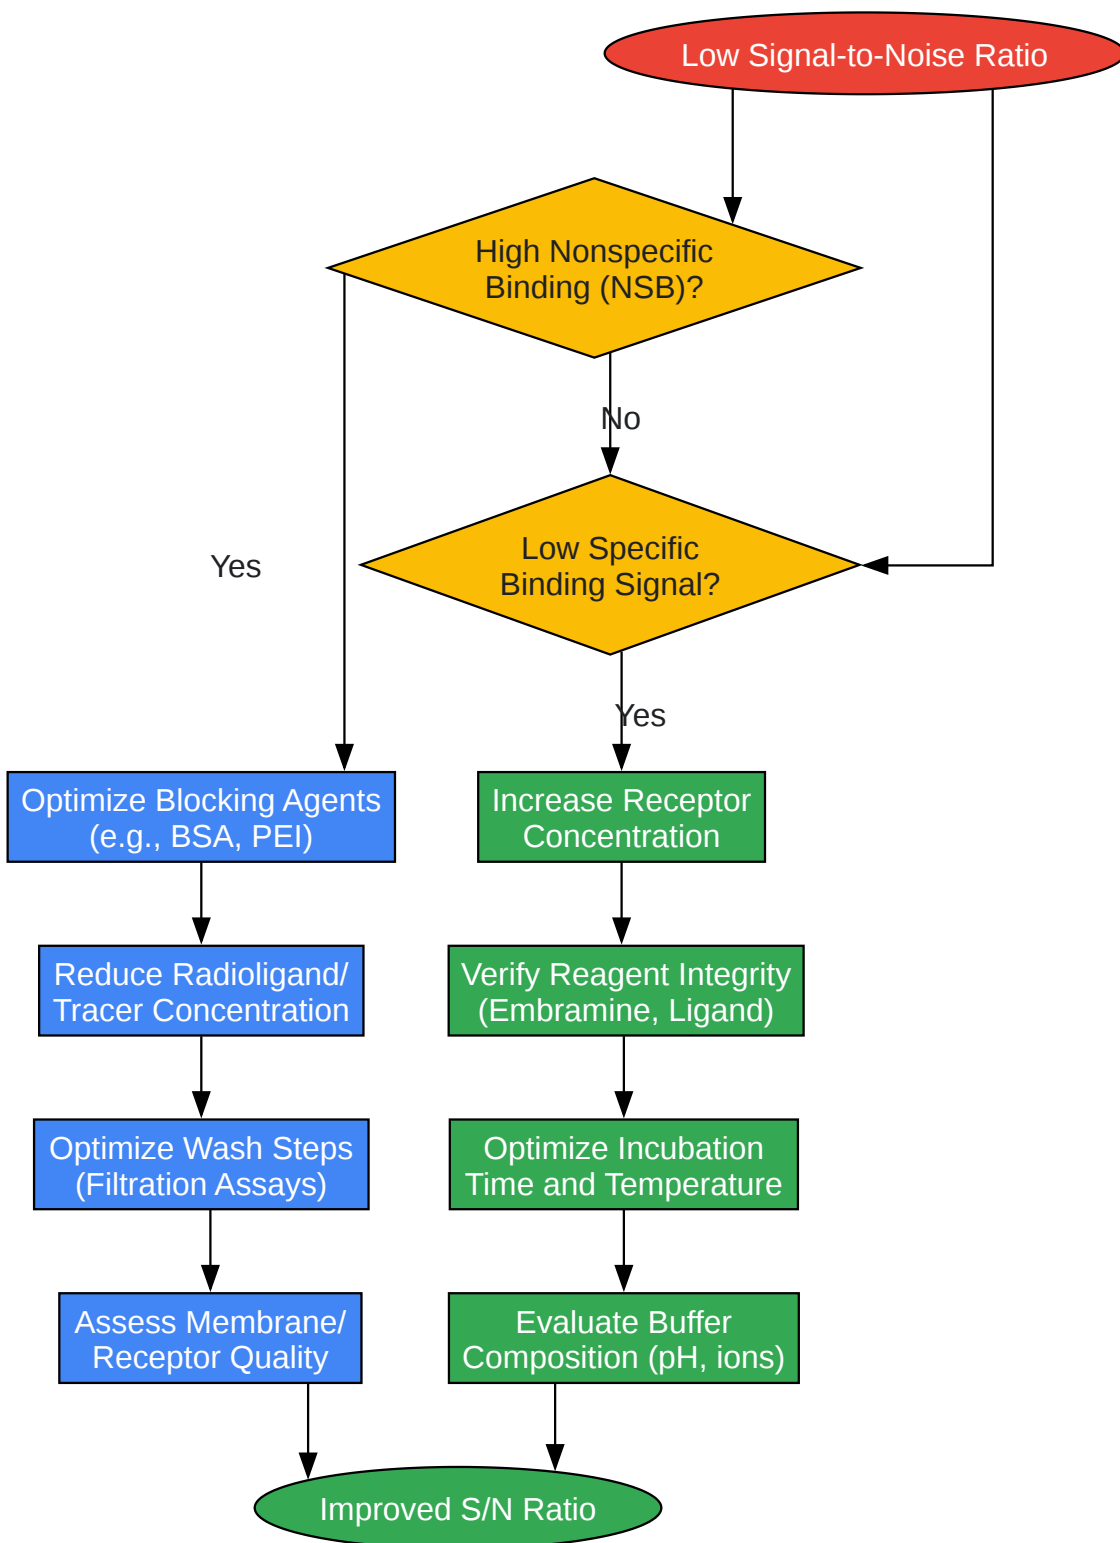 Low Signal-to-Noise Ratio
High Nonspecific
Binding (NSB)?
No
Low Specific
Binding Signal?
Yes
Yes
Optimize Blocking Agents
(e.g., BSA, PEI)
Increase Receptor
Concentration
Reduce Radioligand/
Tracer Concentration
Verify Reagent Integrity
(Embramine, Ligand)
Optimize Wash Steps
(Filtration Assays)
Optimize Incubation
Time and Temperature
Assess Membrane/
Receptor Quality
Evaluate Buffer
Composition (pH, ions)
Improved S/N Ratio